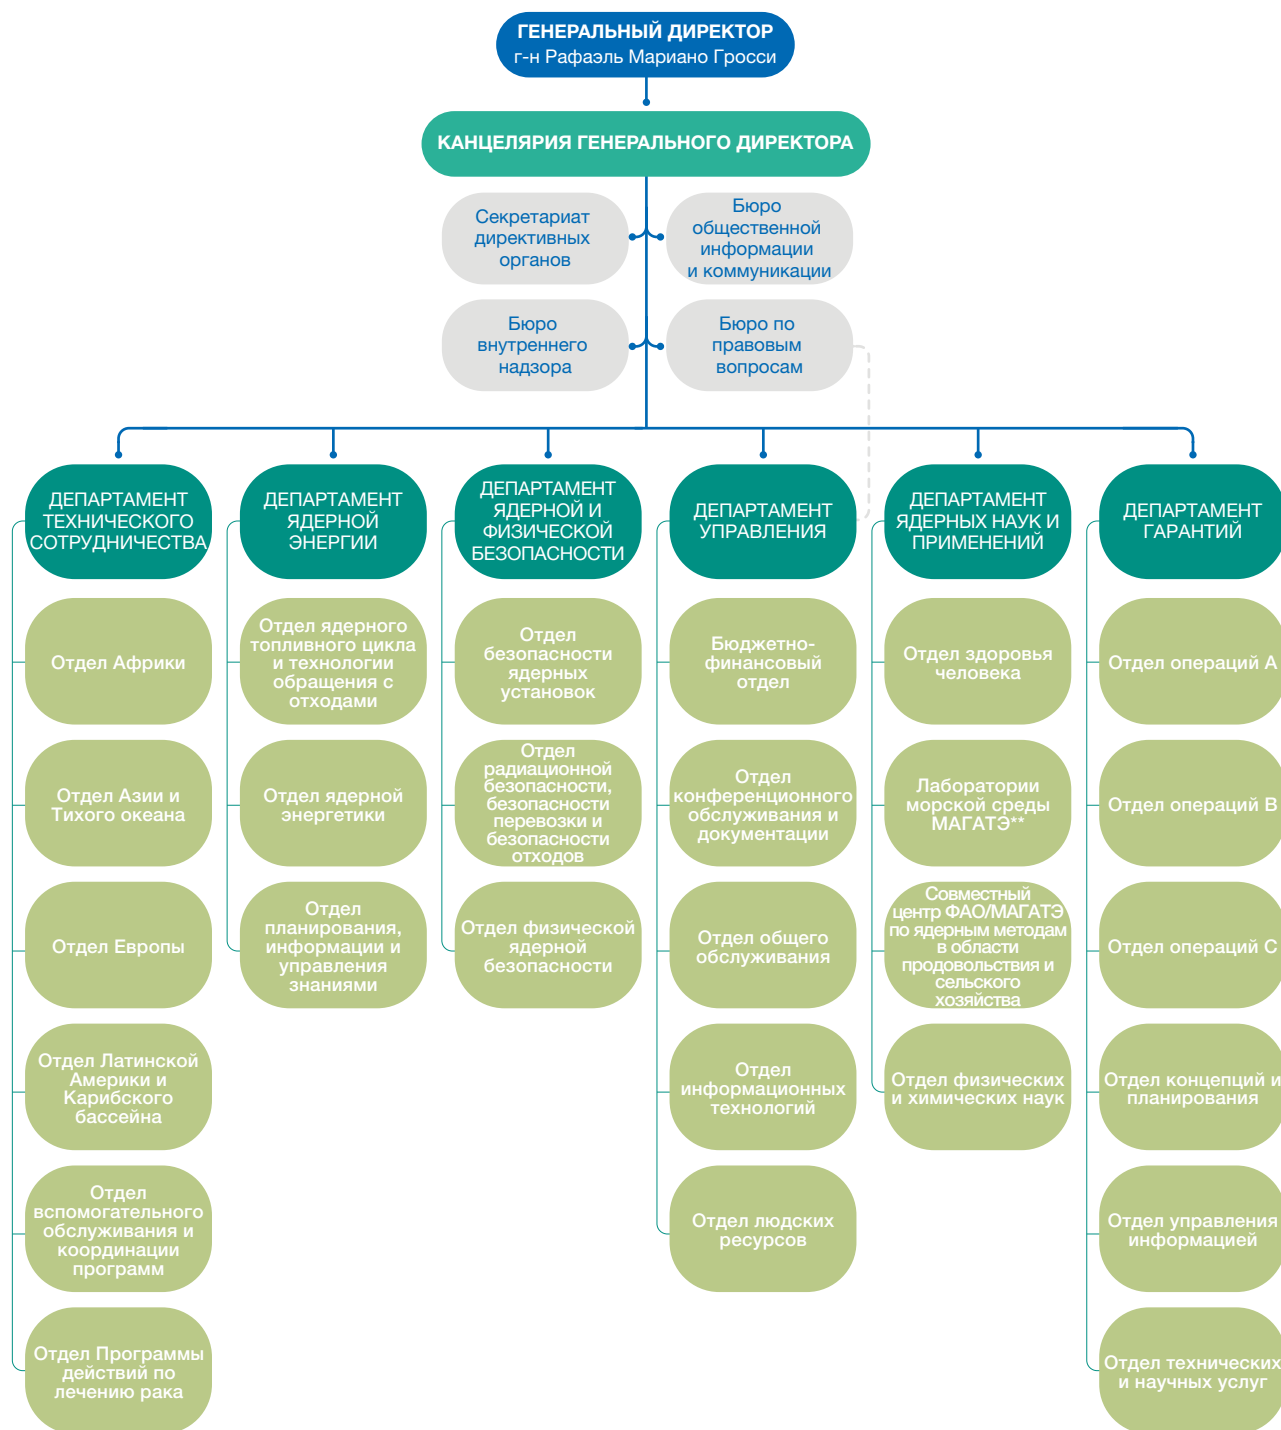 ГЕНЕРАЛЬНЫЙ ДИРЕКТОР
г-н Рафаэль Мариано Гросси
КАНЦЕЛЯРИЯ ГЕНЕРАЛЬНОГО ДИРЕКТОРА
Секретариат
директивных
органов
Бюро
общественной
информации
и коммуникации
Бюро
внутреннего
надзора
Бюро по
правовым
вопросам
ДЕПАРТАМЕНТ
ТЕХНИЧЕСКОГО
СОТРУДНИЧЕСТВА
ДЕПАРТАМЕНТ
ЯДЕРНОЙ
ЭНЕРГИИ
ДЕПАРТАМЕНТ
ЯДЕРНОЙ И
ФИЗИЧЕСКОЙ
БЕЗОПАСНОСТИ
ДЕПАРТАМЕНТ
УПРАВЛЕНИЯ
ДЕПАРТАМЕНТ
ЯДЕРНЫХ НАУК И
ПРИМЕНЕНИЙ
ДЕПАРТАМЕНТ
ГАРАНТИЙ
Отдел Африки
Отдел ядерного
топливного цикла
и технологии
обращения с
отходами
Отдел
безопасности
ядерных
установок
Бюджетно-
финансовый
отдел
Отдел здоровья
человека
Отдел операций А
Отдел Азии и
Тихого океана
Отдел ядерной
энергетики
Отдел
радиационной
безопасности,
безопасности
перевозки и
безопасности
отходов
Отдел
конференционного
обслуживания и
документации
Лаборатории
морской среды
МАГАТЭ**
Отдел операций В
Отдел Европы
Отдел
планирования,
информации и
управления
знаниями
Отдел физической
ядерной
безопасности
Отдел общего
обслуживания
Совместный
центр ФАО/МАГАТЭ
по ядерным методам
в области
продовольствия и
сельского
хозяйства
Отдел операций С
Отдел Латинской
Америки и
Карибского
бассейна
Отдел
информационных
технологий
Отдел физических
и химических наук
Отдел концепций и
планирования
Отдел
вспомогательного
обслуживания и
координации
программ
Отдел людских
ресурсов
Отдел управления
информацией
Отдел Программы
действий по
лечению рака
Отдел технических
и научных услуг